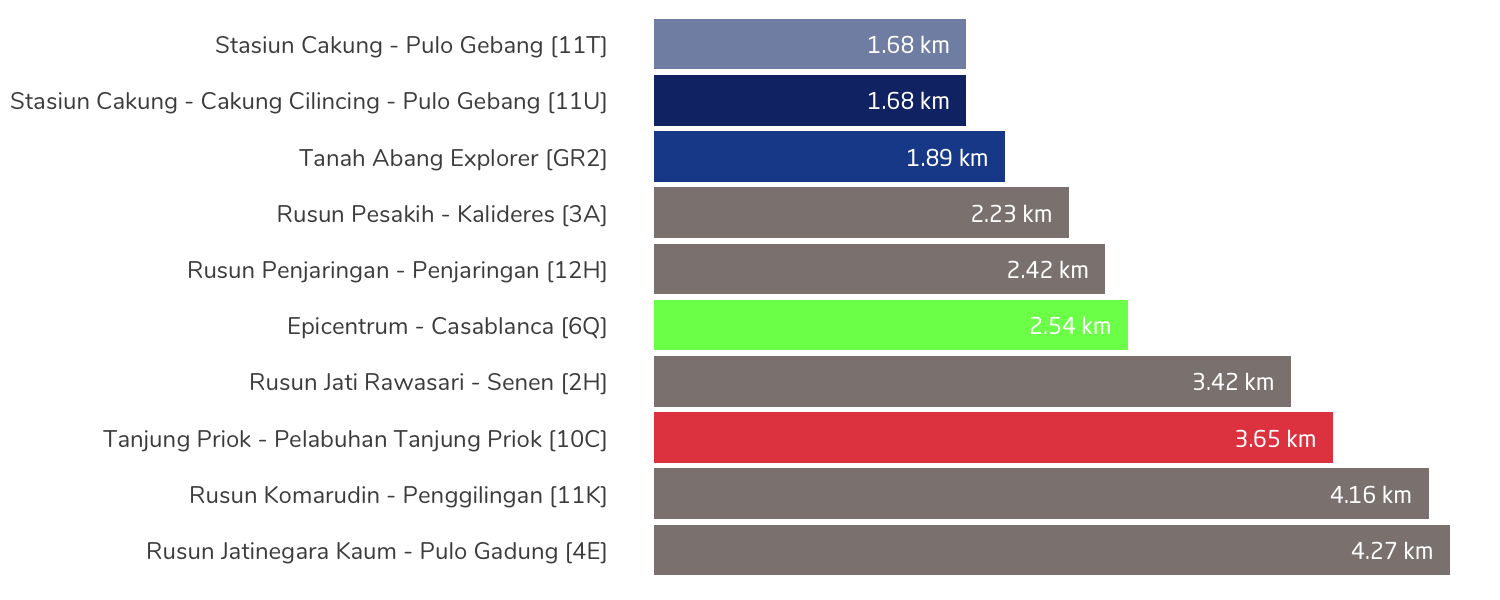 Stasiun Cakung - Pulo Gebang [11T] 1.68 km
Stasiun Cakung - Cakung Cilincing - Pulo Gebang [11U] 1.68 km
Tanah Abang Explorer [GR2] 1.89 km
Rusun Pesakih - Kalideres [3A] 2.23 km
Rusun Penjaringan - Penjaringan [12H] 2.42 km
Epicentrum - Casablanca [6Q] 2.54 km
Rusun Jati Rawasari - Senen [2H] 3.42 km
Tanjung Priok - Pelabuhan Tanjung Priok [10C] 3.65 km
Rusun Komarudin - Penggilingan [11K] 4.16 km
Rusun Jatinegara Kaum - Pulo Gadung [4E] 4.27 km